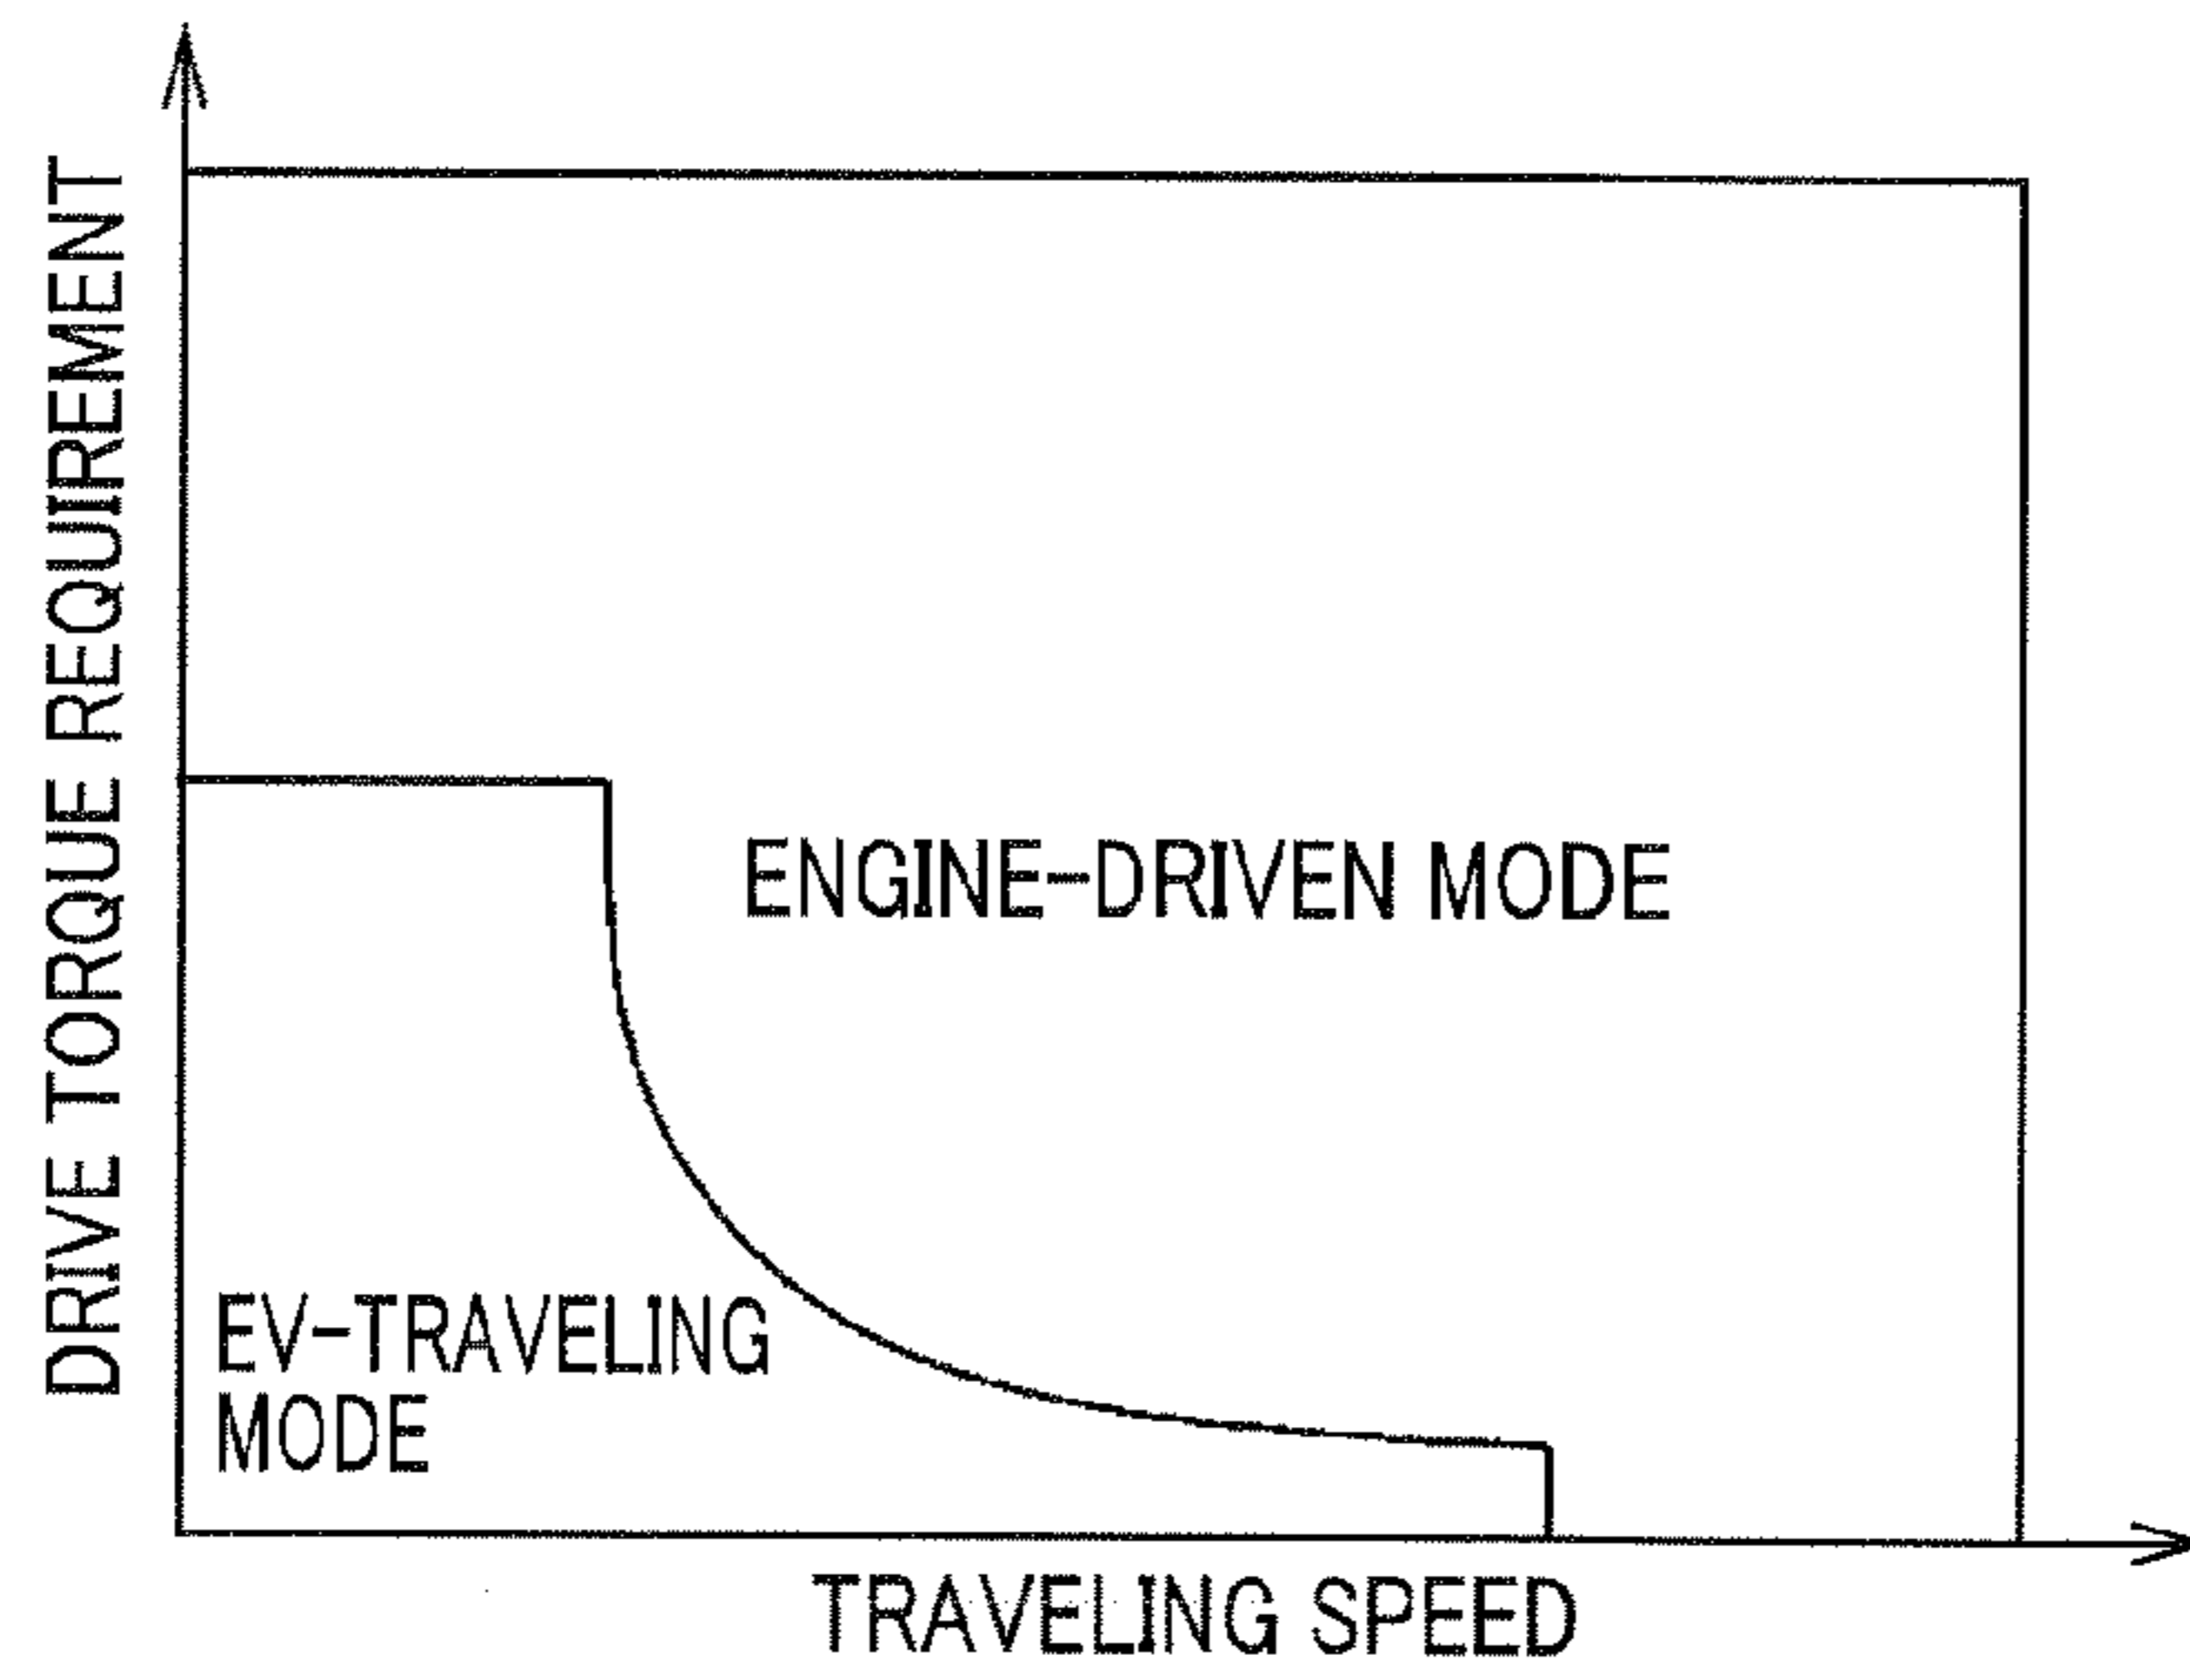 DRIVE TORQUE REQUIREMENT
ENGINE-DRIVEN MODE
EV-TRAVELING
MODE
TRAVELING SPEED